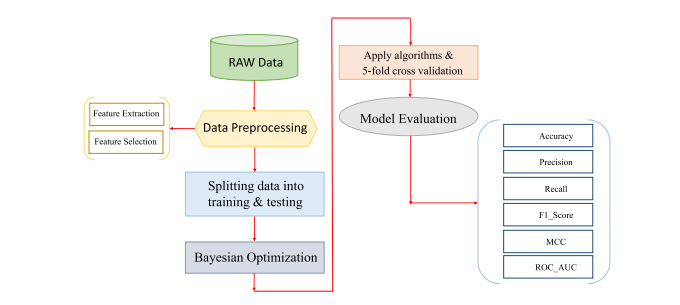 RAW Data
Feature Extraction
Feature Selection
Data Preprocessing
Splitting data into
training & testing
Bayesian Optimization
Apply algorithms &
5-fold cross validation
Model Evaluation
Accuracy
Precision
Recall
F1_Score
MCC
ROC_AUC